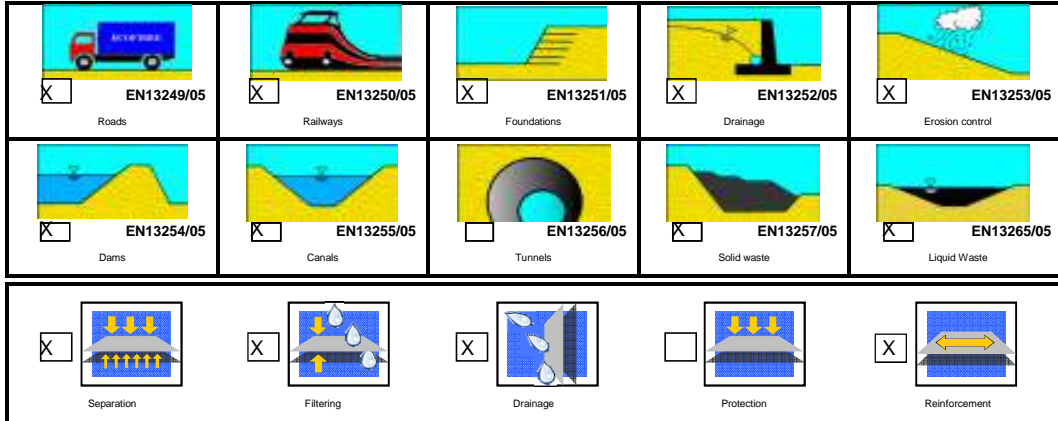 ECOFIBRE
X EN13249/05 X EN13250/05 X EN13251/05 X EN13252/05 X EN13253/05
Roads Railways Foundations Drainage Erosion control
X EN13254/05 X EN13255/05 EN13256/05 X EN13257/05 X EN13265/05
Dams Canals Tunnels Solid waste Liquid Waste
X X X X
Separation Filtering Drainage Protection Reinforcement